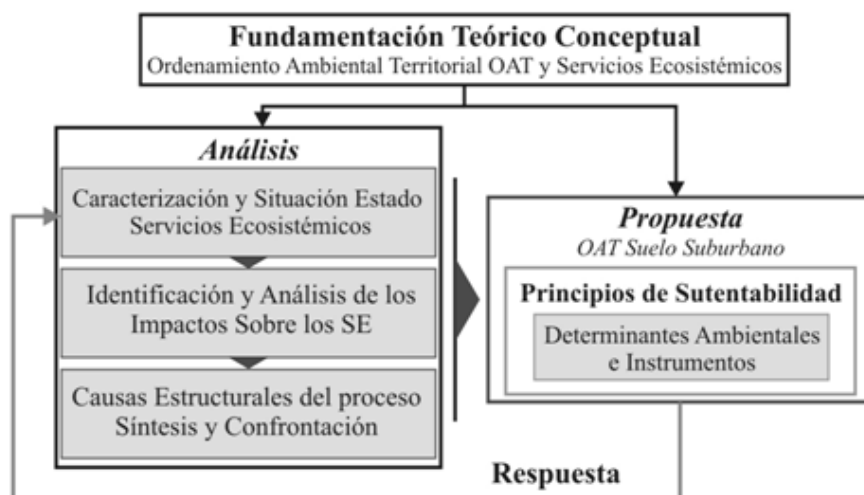 Fundamentación Teórico Conceptual
Ordenamiento Ambiental Territorial OAT y Servicios Ecosistémicos
Análisis
Caracterización y Situación Estado
Servicios Ecosistémicos
Identificación y Análisis de los
Impactos Sobre los SE
Causas Estructurales del proceso
Síntesis y Confrontación
Propuesta
OAT Suelo Suburbano
Principios de Sutentabilidad
Determinantes Ambientales
e Instrumentos
Respuesta